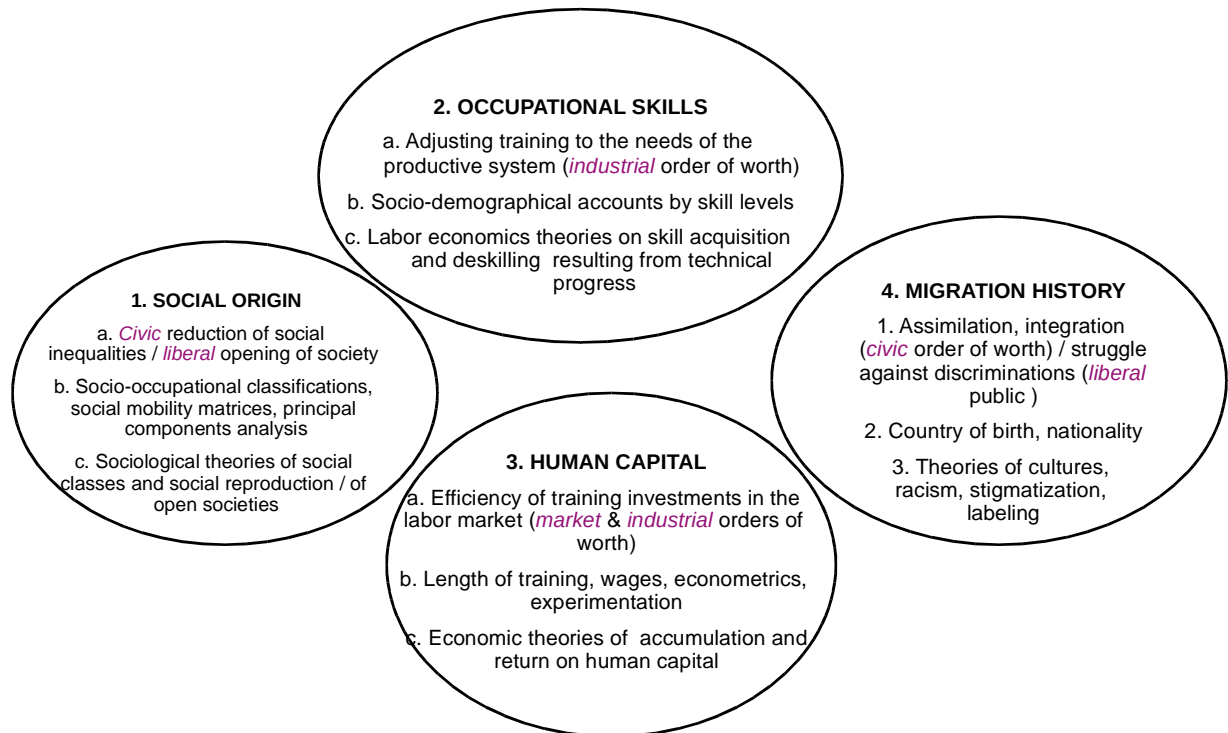 2. OCCUPATIONAL SKILLS
a. Adjusting training to the needs of the
productive system (industrial order of worth)
b. Socio-demographical accounts by skill levels
c. Labor economics theories on skill acquisition
and deskilling resulting from technical
progress
1. SOCIAL ORIGIN
a. Civic reduction of social
inequalities / liberal opening of society
b. Socio-occupational classifications,
social mobility matrices, principal
components analysis
c. Sociological theories of social
classes and social reproduction / of
open societies
3. HUMAN CAPITAL
a. Efficiency of training investments in the
labor market (market & industrial orders of
worth)
b. Length of training, wages, econometrics,
experimentation
c. Economic theories of accumulation and
return on human capital
4. MIGRATION HISTORY
1. Assimilation, integration
(civic order of worth) / struggle
against discriminations (liberal
public )
2. Country of birth, nationality
3. Theories of cultures,
racism, stigmatization,
labeling